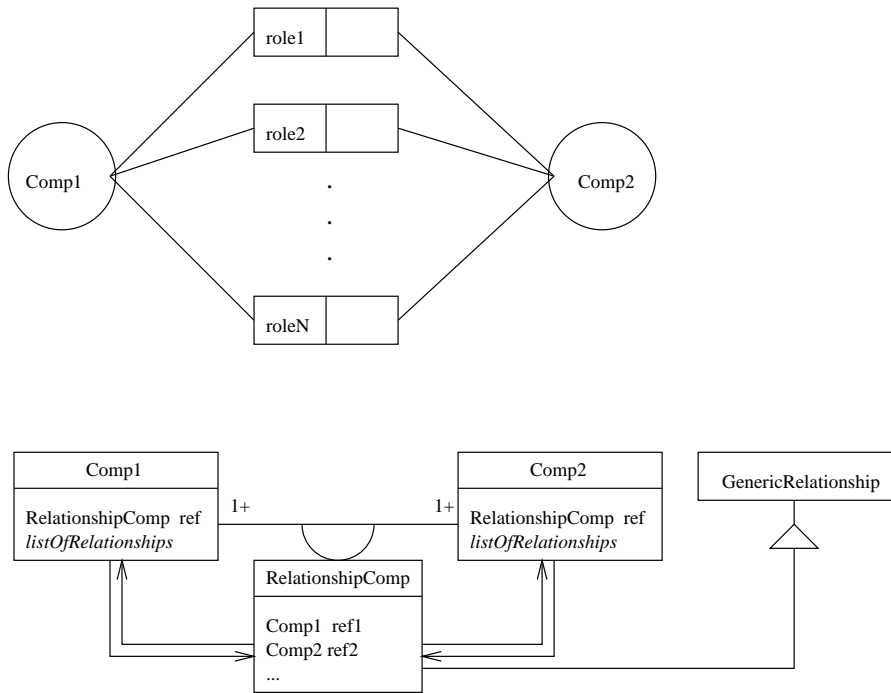 role1
role2
Comp1
Comp2
.
.
.
roleN
Comp1
RelationshipComp ref
listOfRelationships
1+
1+
Comp2
RelationshipComp ref
listOfRelationships
GenericRelationship
RelationshipComp
Comp1 ref1
Comp2 ref2
...